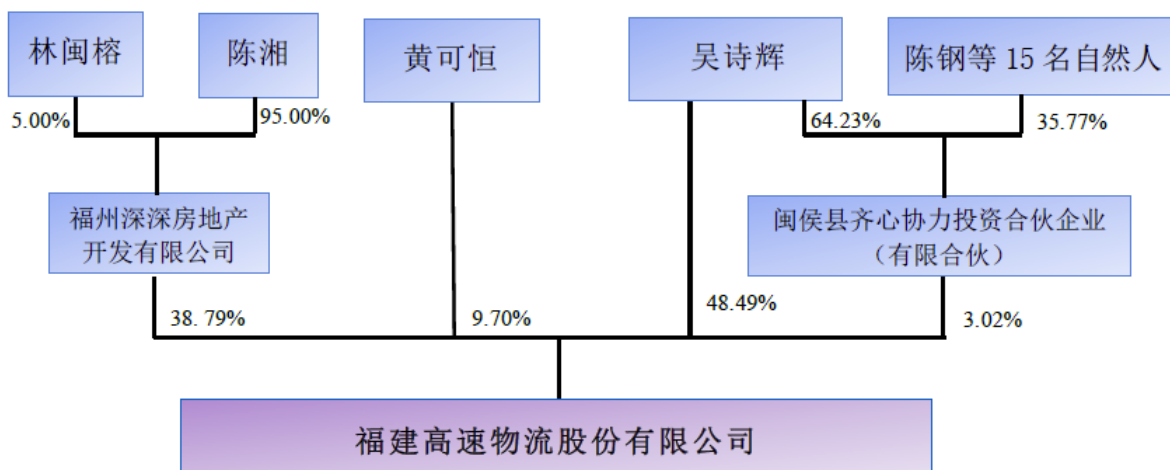 林闽榕
陈湘
黄可恒
吴诗辉
陈钢等 15 名自然人
5.00%
95.00%
64.23%
35.77%
福州深深房地产
开发有限公司
闽侯县齐心协力投资合伙企业
（有限合伙）
38. 79%
9.70%
48.49%
3.02%
福建高速物流股份有限公司